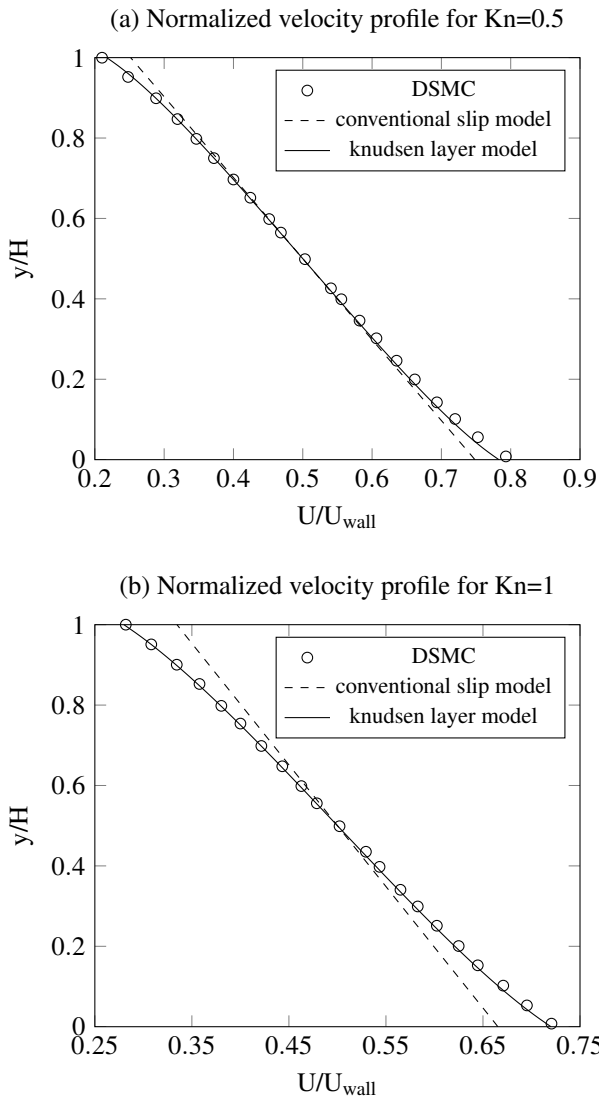 (a) Normalized velocity profile for Kn=0.5
1
0.8
0.6
0.4
0.2
0
y/H
DSMC
conventional slip model
knudsen layer model
0.2 0.3 0.4 0.5 0.6 0.7 0.8 0.9
U/U_wall
(b) Normalized velocity profile for Kn=1
1
0.8
0.6
0.4
0.2
0
y/H
DSMC
conventional slip model
knudsen layer model
0.25 0.35 0.45 0.55 0.65 0.75
U/U_wall